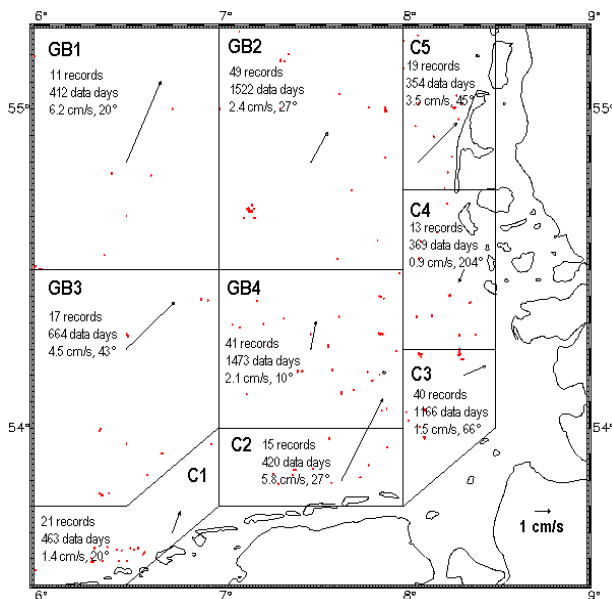 6° 7° 8° 9°
GB1
11 records
412 data days
6.2 cm/s, 20°
GB2
49 records
1522 data days
2.4 cm/s, 27°
C5
19 records
354 data days
3.5 cm/s, 45°
55° 55°
C4
13 records
369 data days
0.9 cm/s, 204°
GB3
17 records
664 data days
4.5 cm/s, 43°
GB4
41 records
1473 data days
2.1 cm/s, 10°
C3
40 records
1166 data days
1.5 cm/s, 66°
54° 54°
C2
15 records
420 data days
5.8 cm/s, 27°
C1
21 records
463 data days
1.4 cm/s, 20°
1 cm/s
6° 7° 8° 9°